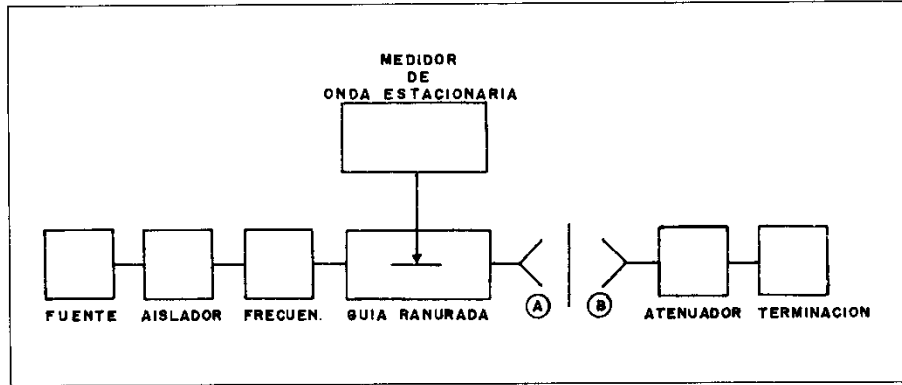 MEDIDOR
DE
ONDA ESTACIONARIA
FUENTE AISLADOR FRECUEN. GUIA RANURADA A B ATENUADOR TERMINACION